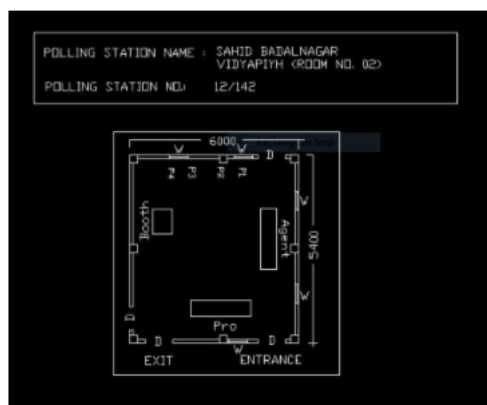 POLLING STATION NAME : SAHID BADALNAGAR
VIDYAPIYH (ROOM NO. 02)
POLLING STATION NO.: 12/142
6000
W W D
P4 P3 P2 P1
W
Booth
Agent
5400
W
Pro
D
D D
W
EXIT ENTRANCE